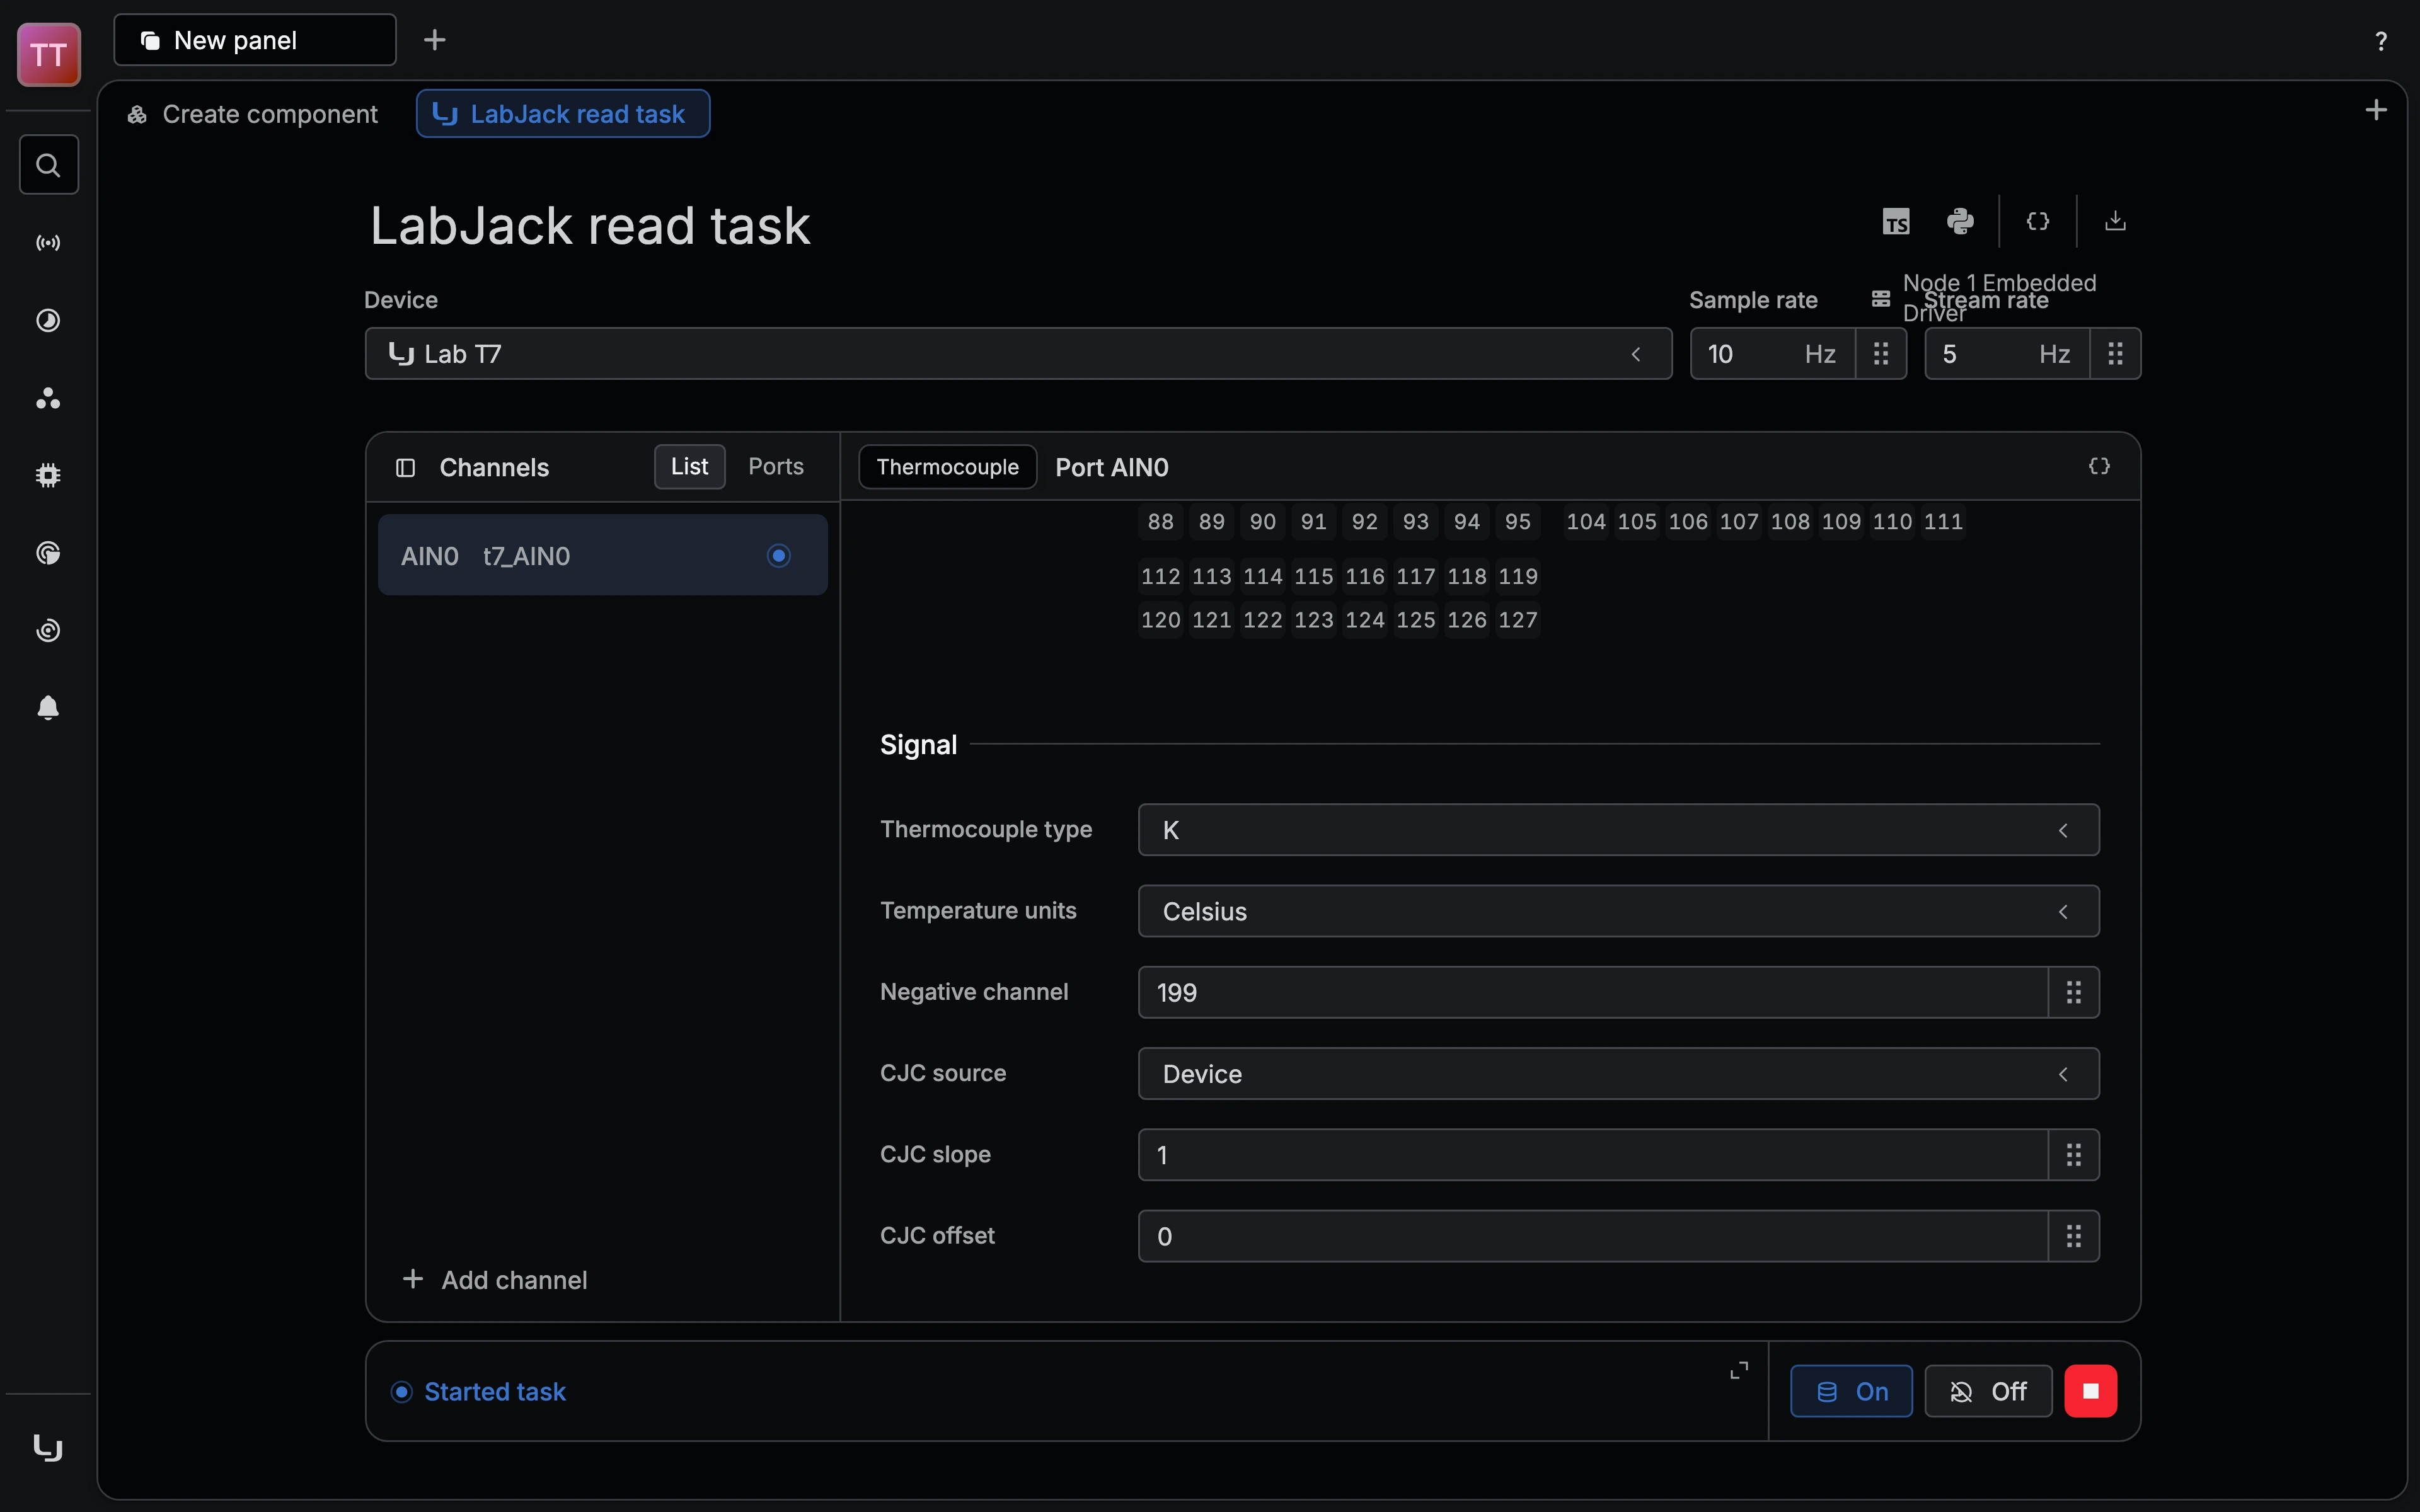 TT
New panel
?
Create component
LabJack read task
LabJack read task
TS
Node 1 Embedded
Driver
Device
Sample rate
Stream rate
Lab T7
10 Hz
5 Hz
Channels
List
Ports
Thermocouple
Port AIN0
AIN0 t7_AIN0
88 89 90 91 92 93 94 95 104 105 106 107 108 109 110 111
112 113 114 115 116 117 118 119
120 121 122 123 124 125 126 127
Signal
Thermocouple type
K
Temperature units
Celsius
Negative channel
199
CJC source
Device
CJC slope
1
CJC offset
0
Add channel
Started task
On
Off